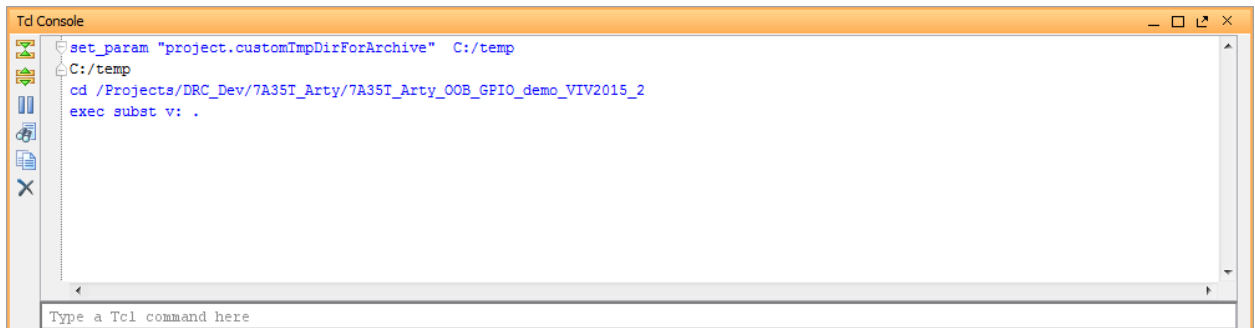 Tcl Console
set_param "project.customTmpDirForArchive"  C:/temp
C:/temp
cd /Projects/DRC_Dev/7A35T_Arty/7A35T_Arty_OOB_GPIO_demo_VIV2015_2
exec subst v: .
Type a Tcl command here